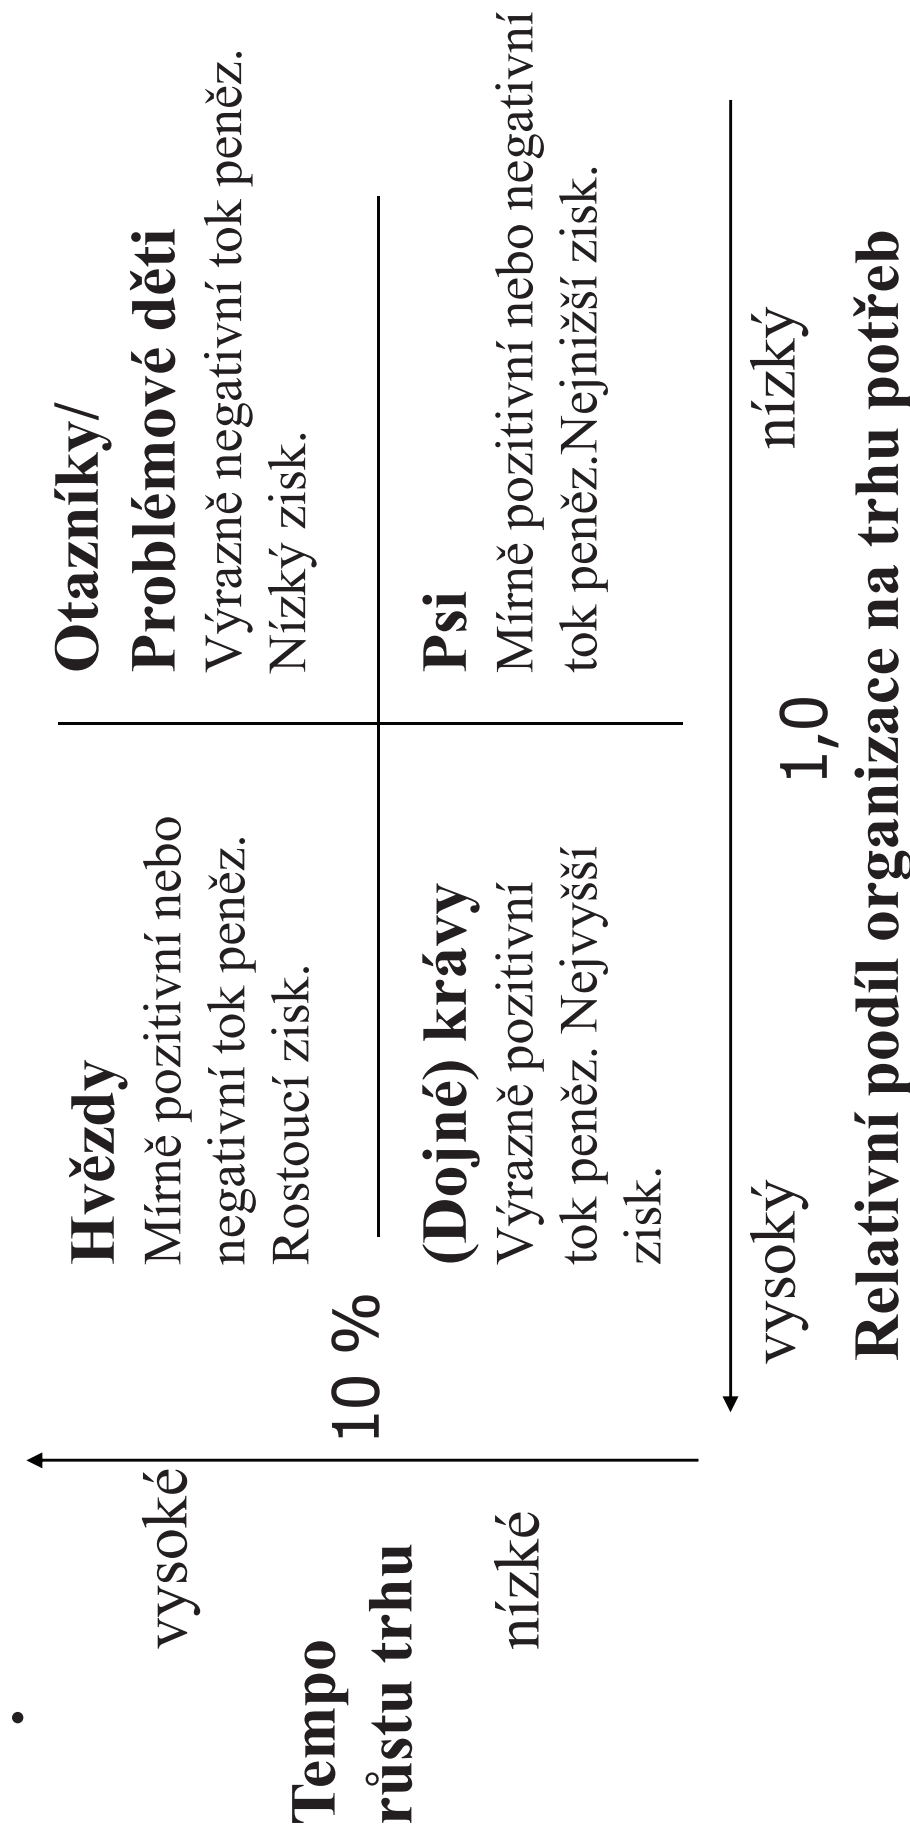 •
Hvězdy
Mírně pozitivní nebo
negativní tok peněz.
Rostoucí zisk.
Otazníky/
Problémové děti
Výrazně negativní tok peněz.
Nízký zisk.
vysoké
Tempo
růstu trhu
10 %
nízké
(Dojné) krávy
Výrazně pozitivní
tok peněz. Nejvyšší
zisk.
Psi
Mírně pozitivní nebo negativní
tok peněz.Nejnižší zisk.
vysoký
1,0
nízký
Relativní podíl organizace na trhu potřeb